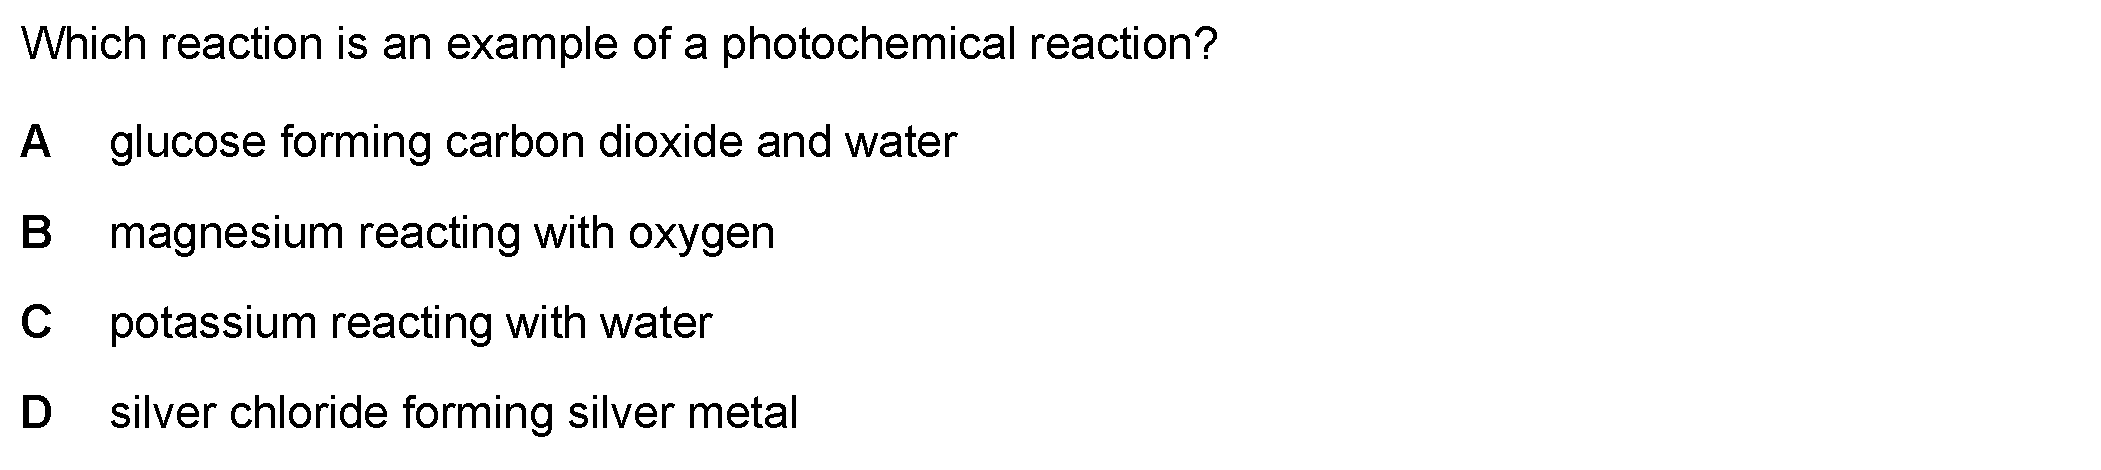 Which reaction is an example of a photochemical reaction?
A glucose forming carbon dioxide and water
B magnesium reacting with oxygen
C potassium reacting with water
D silver chloride forming silver metal